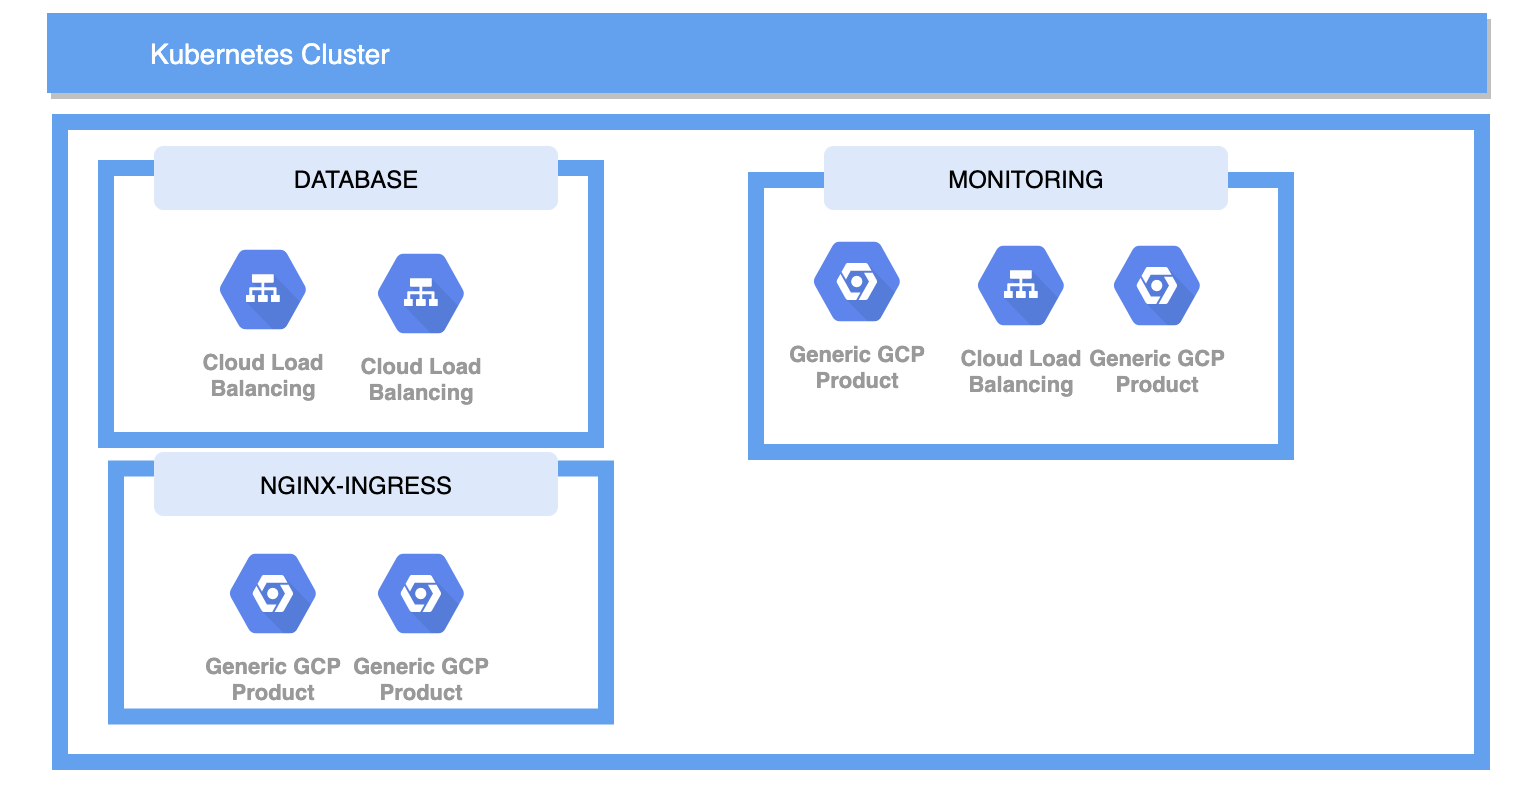 Kubernetes Cluster
DATABASE
Cloud Load
Balancing
Cloud Load
Balancing
MONITORING
Generic GCP
Product
Cloud Load
Balancing
Generic GCP
Product
NGINX-INGRESS
Generic GCP
Product
Generic GCP
Product